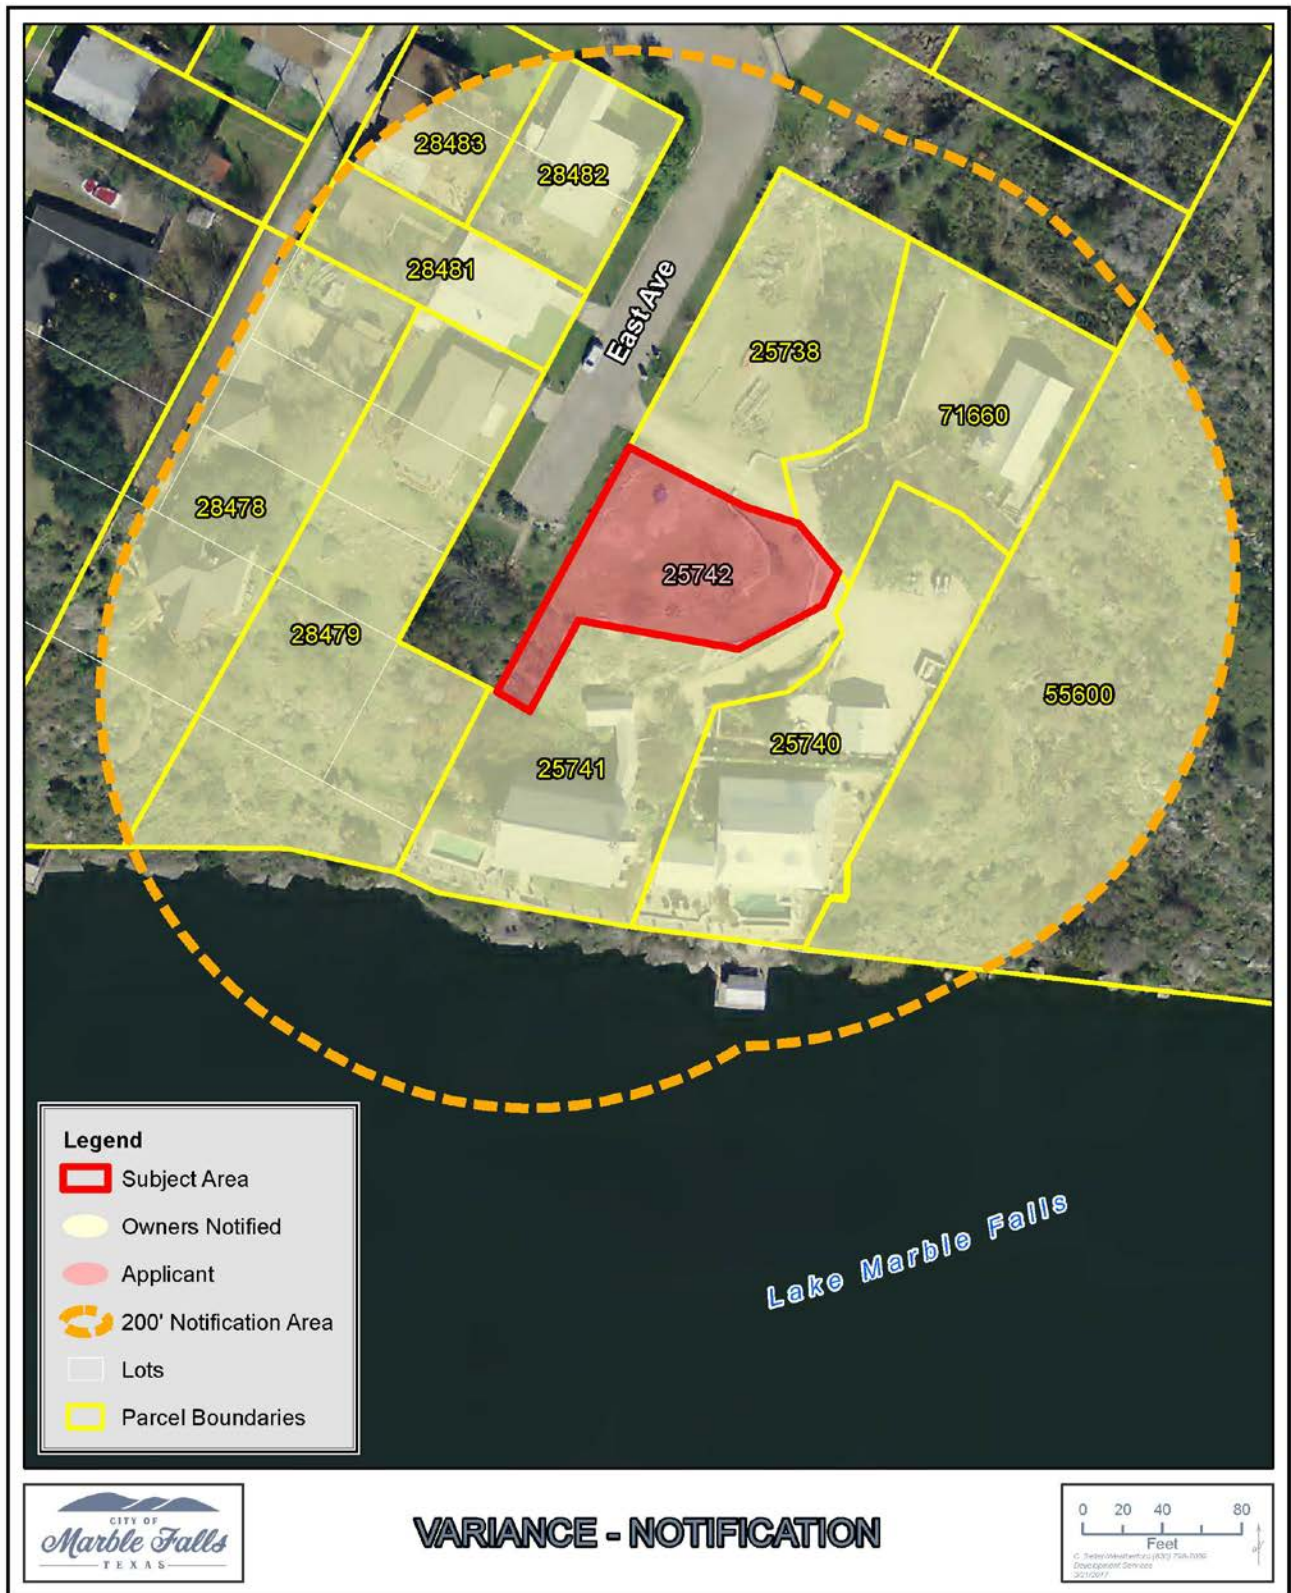 28483
28482
28481
East Ave
25738
71660
28478
25742
28479
55600
25740
25741
Legend
Subject Area
Owners Notified
Applicant
200' Notification Area
Lots
Parcel Boundaries
Lake Marble Falls
CITY OF
Marble Falls
TEXAS
VARIANCE - NOTIFICATION
0 20 40 80
Feet
Development Services